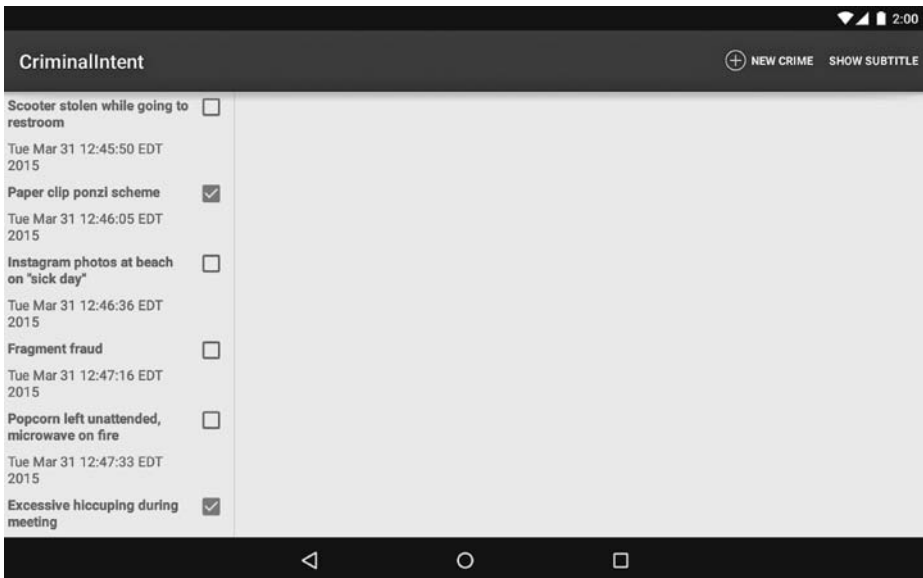 2:00
CriminalIntent
NEW CRIME SHOW SUBTITLE
Scooter stolen while going to
restroom
Tue Mar 31 12:45:50 EDT
2015
Paper clip ponzi scheme
Tue Mar 31 12:46:05 EDT
2015
Instagram photos at beach
on "sick day"
Tue Mar 31 12:46:36 EDT
2015
Fragment fraud
Tue Mar 31 12:47:16 EDT
2015
Popcorn left unattended,
microwave on fire
Tue Mar 31 12:47:33 EDT
2015
Excessive hiccuping during
meeting